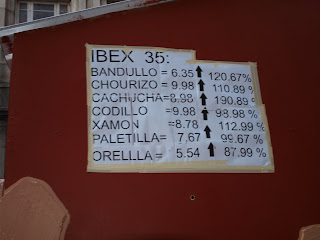 IBEX 35:
BANDULLO = 6.35 ⬆ 120.67%
CHOURIZO = 9.98 ⬆ 110.89 %
CACHUCHA=8.98 ⬆ 190.89%
CODILLO =9.98 ⬆ 98.98 %
XAMON =8.78 ⬆ 112.99 %
PALETILLA= 7,67 ⬆ 99.67 %
ORELLLA= 5.54 ⬆ 87,99 %